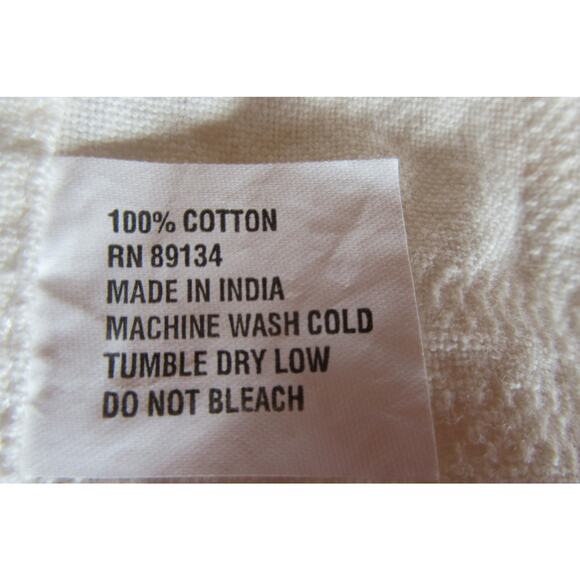 100% COTTON
RN 89134
MADE IN INDIA
MACHINE WASH COLD
TUMBLE DRY LOW
DO NOT BLEACH